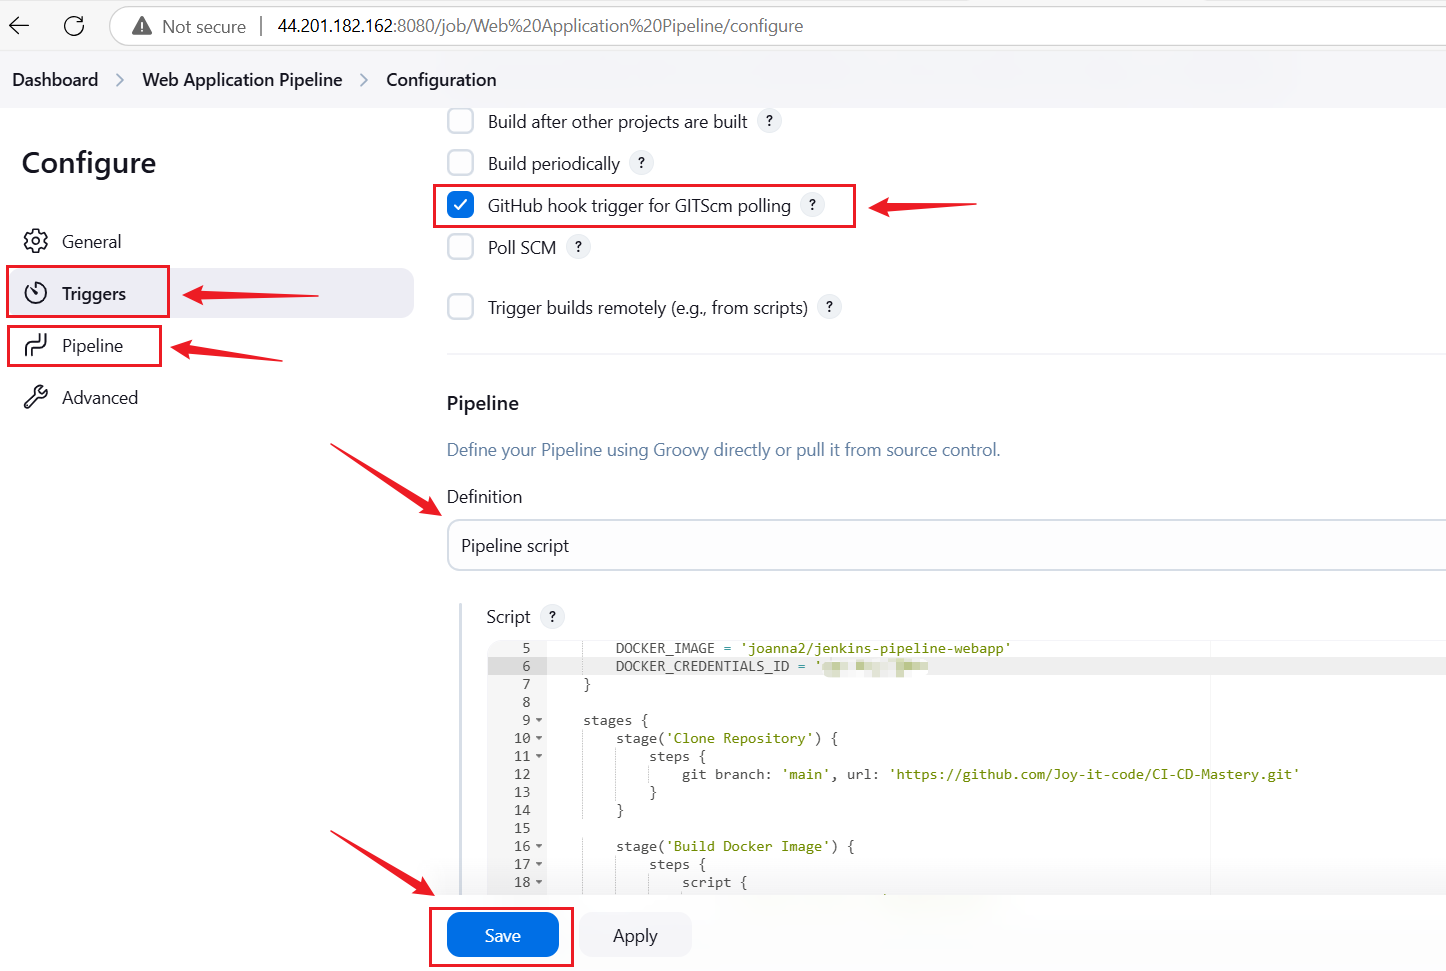 Not secure | 44.201.182.162:8080/job/Web%20Application%20Pipeline/configure
Dashboard > Web Application Pipeline > Configuration
Configure
General
Triggers
Pipeline
Advanced
Build after other projects are built ?
Build periodically ?
GitHub hook trigger for GITScm polling ?
Poll SCM ?
Trigger builds remotely (e.g., from scripts) ?
Pipeline
Define your Pipeline using Groovy directly or pull it from source control.
Definition
Pipeline script
Script ?
5 DOCKER_IMAGE = 'joanna2/jenkins-pipeline-webapp'
6 DOCKER_CREDENTIALS_ID = '
7 }
8
9 stages {
10 stage('Clone Repository') {
11 steps {
12 git branch: 'main', url: 'https://github.com/Joy-it-code/CI-CD-Mastery.git'
13 }
14 }
15
16 stage('Build Docker Image') {
17 steps {
18 script {
Save
Apply